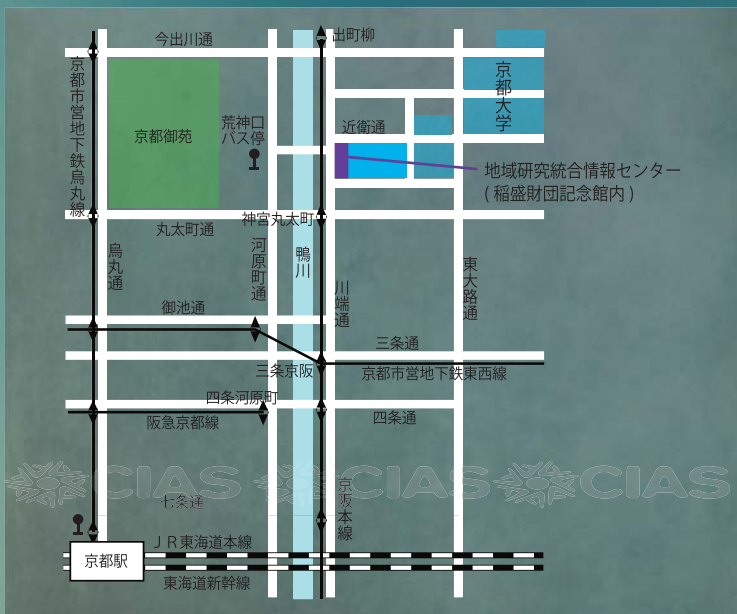 今出川通
出町柳
京都市営地下鉄烏丸線
京都大学
荒神口
バス停
近衛通
京都御苑
地域研究統合情報センター
( 稲盛財団記念館内 )
神宮丸太町
丸太町通
烏丸通
河原町通
鴨川
川端通
東大路通
御池通
三条通
三条京阪
京都市営地下鉄東西線
四条河原町
阪急京都線
四条通
CIAS
CIAS
CIAS
七条通
京阪本線
ＪＲ東海道本線
京都駅
東海道新幹線